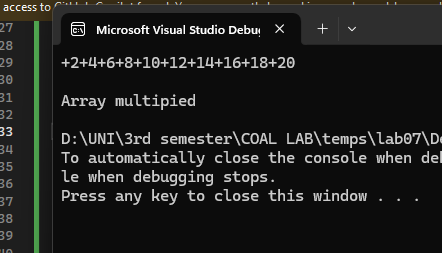 access to
27
28
29
30
31
32
33
34
35
36
37
38
39
40
Microsoft Visual Studio Debug
+2+4+6+8+10+12+14+16+18+20
Array multipied
D:\UNI\3rd semester\COAL LAB\temps\lab07\De
To automatically close the console when deb
le when debugging stops.
Press any key to close this window . . .